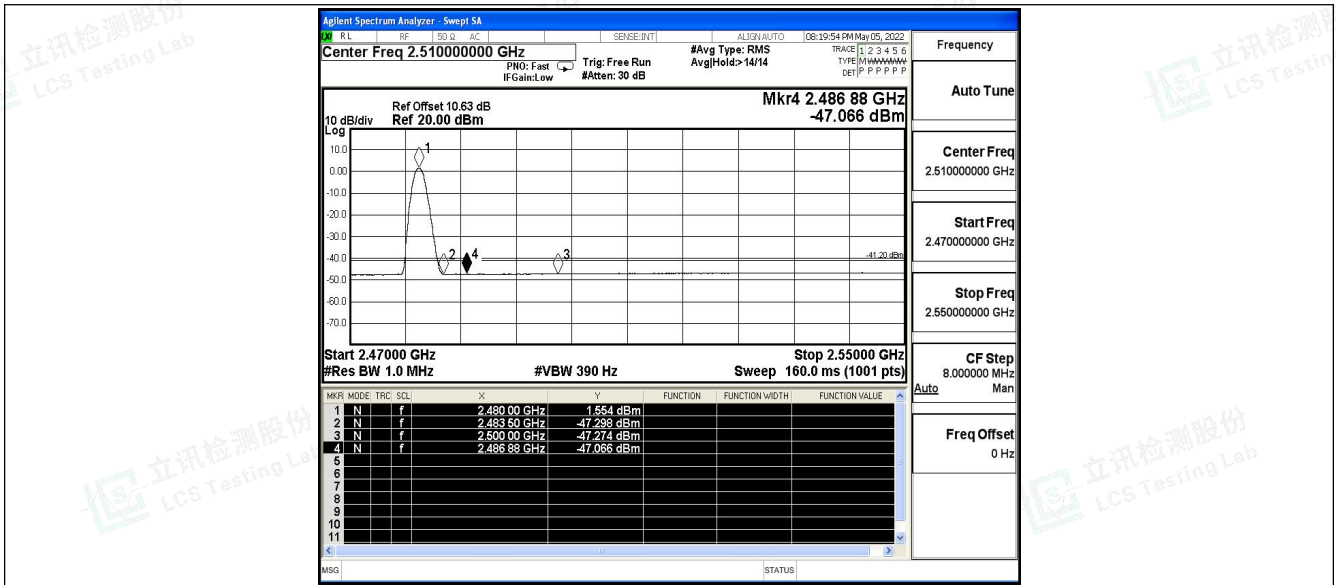 Agilent Spectrum Analyzer - Swept SA
LXI RL RF 50 Ω AC SENSE:INT ALIGN AUTO 08:19:54 PM May 05, 2022
Center Freq 2.510000000 GHz
PNO: Fast
IFGain:Low
Trig: Free Run
#Atten: 30 dB
#Avg Type: RMS
Avg|Hold:> 14/14
TRACE 1 2 3 4 5 6
TYPE M W W W W W
DET P P P P P P
Mkr4 2.486 88 GHz
-47.066 dBm
Ref Offset 10.63 dB
10 dB/div Ref 20.00 dBm
Log
10.0
0.00
-10.0
-20.0
-30.0
-40.0
-50.0
-60.0
-70.0
1
2
4
3
-41.20 dBm
Start 2.47000 GHz Stop 2.55000 GHz
#Res BW 1.0 MHz #VBW 390 Hz Sweep 160.0 ms (1001 pts)
MKR MODE TRC SCL X Y FUNCTION FUNCTION WIDTH FUNCTION VALUE
1 N f 2.480 00 GHz 1.554 dBm
2 N f 2.483 50 GHz -47.298 dBm
3 N f 2.500 00 GHz -47.274 dBm
4 N f 2.486 88 GHz -47.066 dBm
5
6
7
8
9
10
11
MSG STATUS
Frequency
Auto Tune
Center Freq
2.510000000 GHz
Start Freq
2.470000000 GHz
Stop Freq
2.550000000 GHz
CF Step
8.000000 MHz
Auto Man
Freq Offset
0 Hz
立讯检测股份
LCS Testing Lab
立讯检测股份
LCS Testing Lab
立讯检测股份
LCS Testing Lab